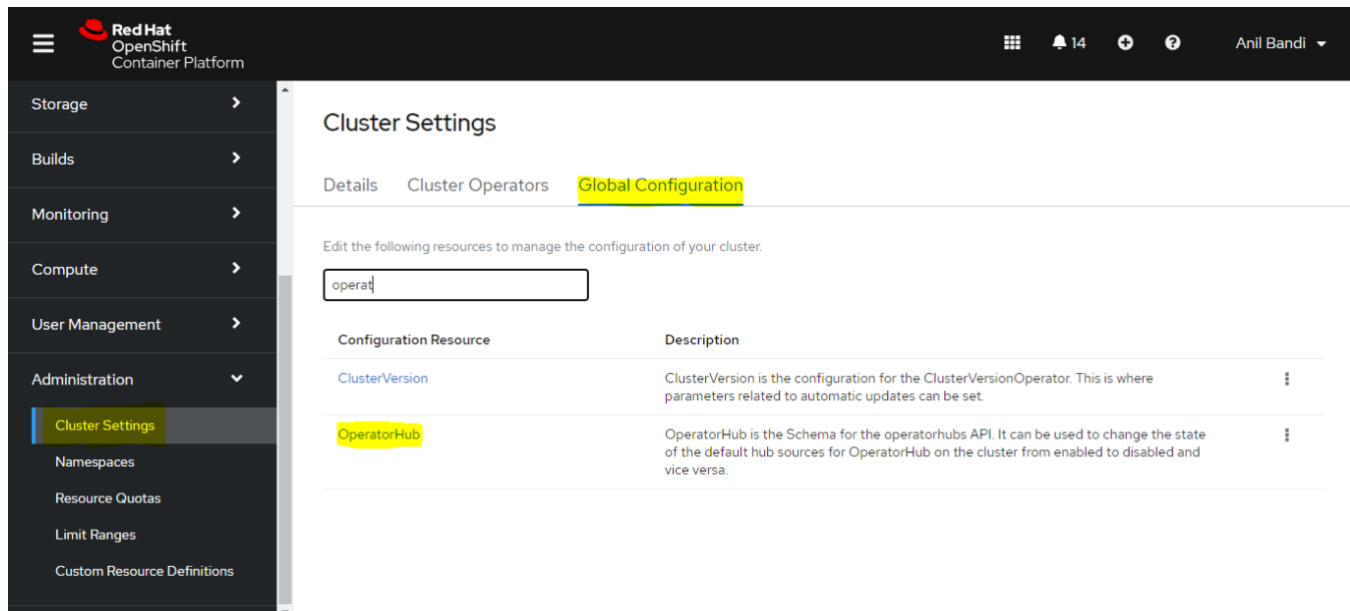 Red Hat
OpenShift
Container Platform
14
Anil Bandi
Storage
Builds
Monitoring
Compute
User Management
Administration
Cluster Settings
Namespaces
Resource Quotas
Limit Ranges
Custom Resource Definitions
Cluster Settings
Details Cluster Operators Global Configuration
Edit the following resources to manage the configuration of your cluster.
operat
Configuration Resource Description
ClusterVersion ClusterVersion is the configuration for the ClusterVersionOperator. This is where
parameters related to automatic updates can be set.
OperatorHub OperatorHub is the Schema for the operatorhubs API. It can be used to change the state
of the default hub sources for OperatorHub on the cluster from enabled to disabled and
vice versa.